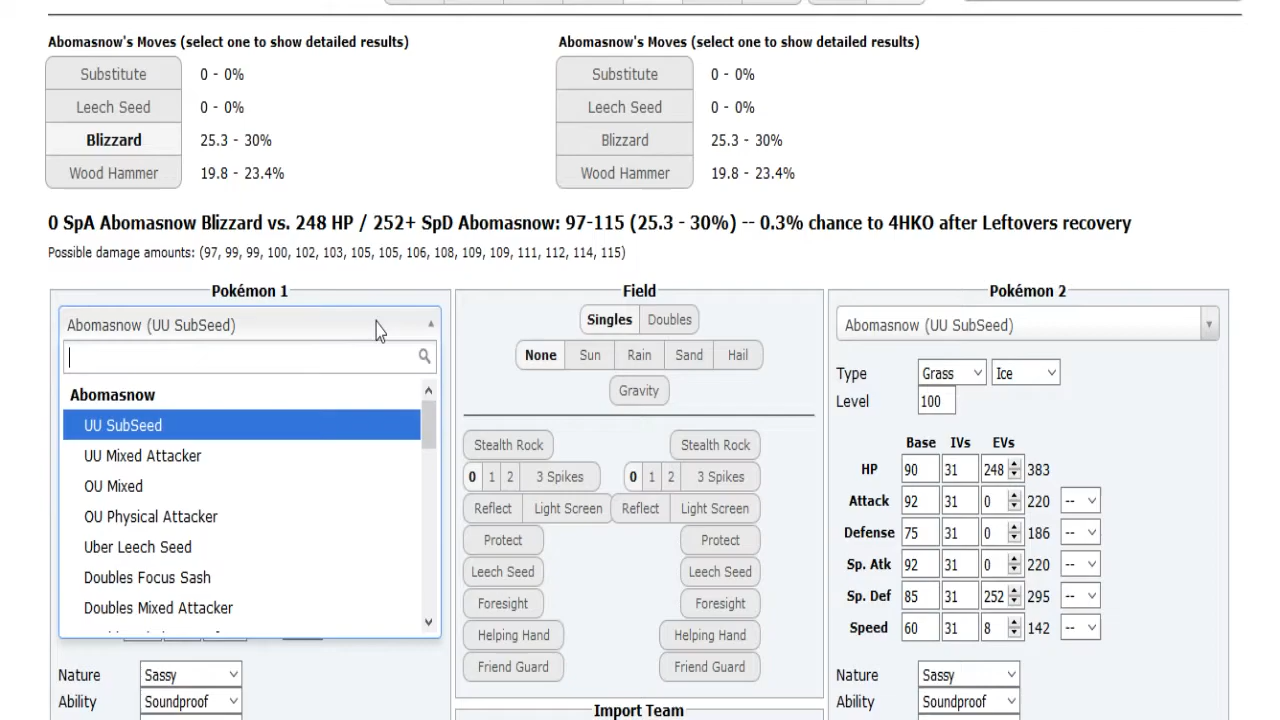 Abomasnow's Moves (select one to show detailed results)
Substitute 0 - 0%
Leech Seed 0 - 0%
Blizzard 25.3 - 30%
Wood Hammer 19.8 - 23.4%
Abomasnow's Moves (select one to show detailed results)
Substitute 0 - 0%
Leech Seed 0 - 0%
Blizzard 25.3 - 30%
Wood Hammer 19.8 - 23.4%
0 SpA Abomasnow Blizzard vs. 248 HP / 252+ SpD Abomasnow: 97-115 (25.3 - 30%) -- 0.3% chance to 4HKO after Leftovers recovery
Possible damage amounts: (97, 99, 99, 100, 102, 103, 105, 105, 106, 108, 109, 109, 111, 112, 114, 115)
Pokémon 1
Abomasnow (UU SubSeed)
Abomasnow
UU SubSeed
UU Mixed Attacker
OU Mixed
OU Physical Attacker
Uber Leech Seed
Doubles Focus Sash
Doubles Mixed Attacker
Nature Sassy
Ability Soundproof
Field
Singles Doubles
None Sun Rain Sand Hail
Gravity
Stealth Rock Stealth Rock
0 1 2 3 Spikes 0 1 2 3 Spikes
Reflect Light Screen Reflect Light Screen
Protect Protect
Leech Seed Leech Seed
Foresight Foresight
Helping Hand Helping Hand
Friend Guard Friend Guard
Import Team
Pokémon 2
Abomasnow (UU SubSeed)
Type Grass Ice
Level 100
Base IVs EVs
HP 90 31 248 383
Attack 92 31 0 220 --
Defense 75 31 0 186 --
Sp. Atk 92 31 0 220 --
Sp. Def 85 31 252 295 --
Speed 60 31 8 142 --
Nature Sassy
Ability Soundproof